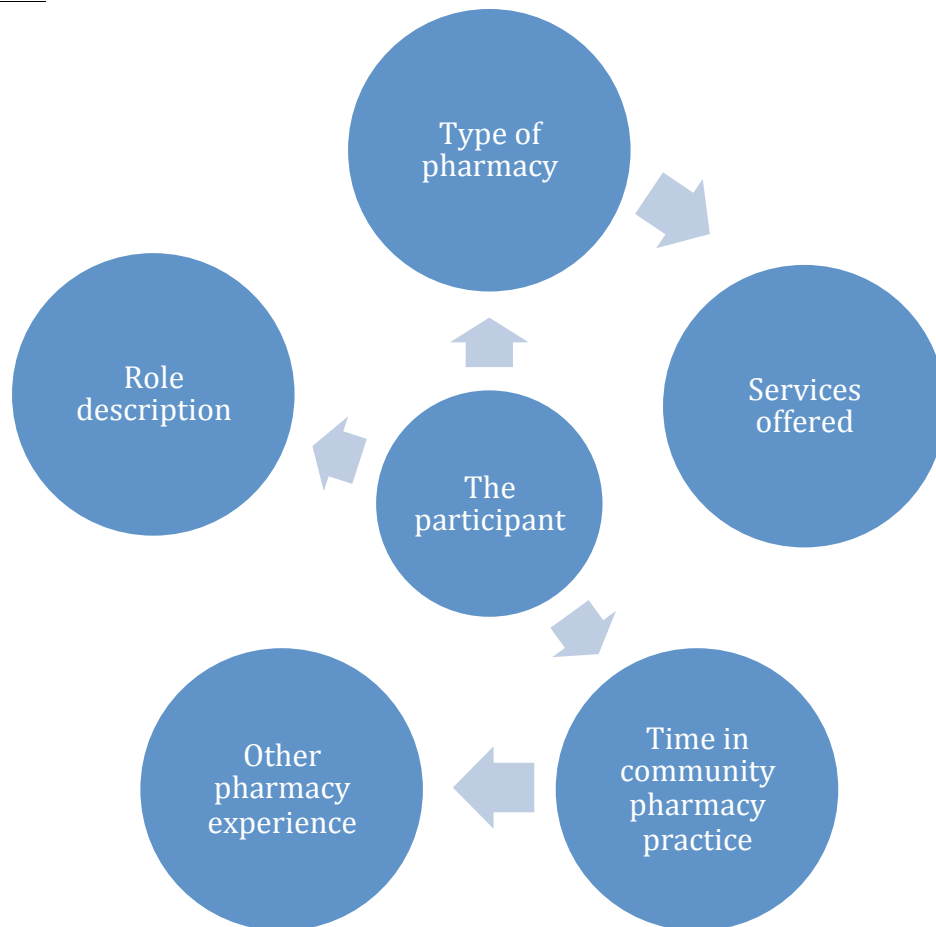 Type of
pharmacy
Role
description
Services
offered
The
participant
Other
pharmacy
experience
Time in
community
pharmacy
practice